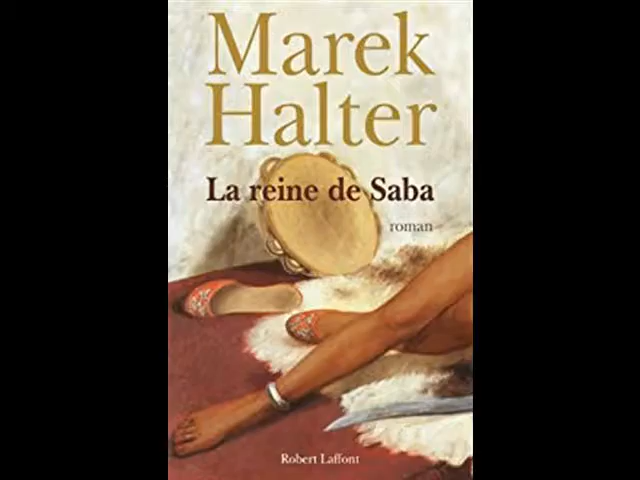 Marek
Halter
La reine de Saba
roman
Robert Laffont